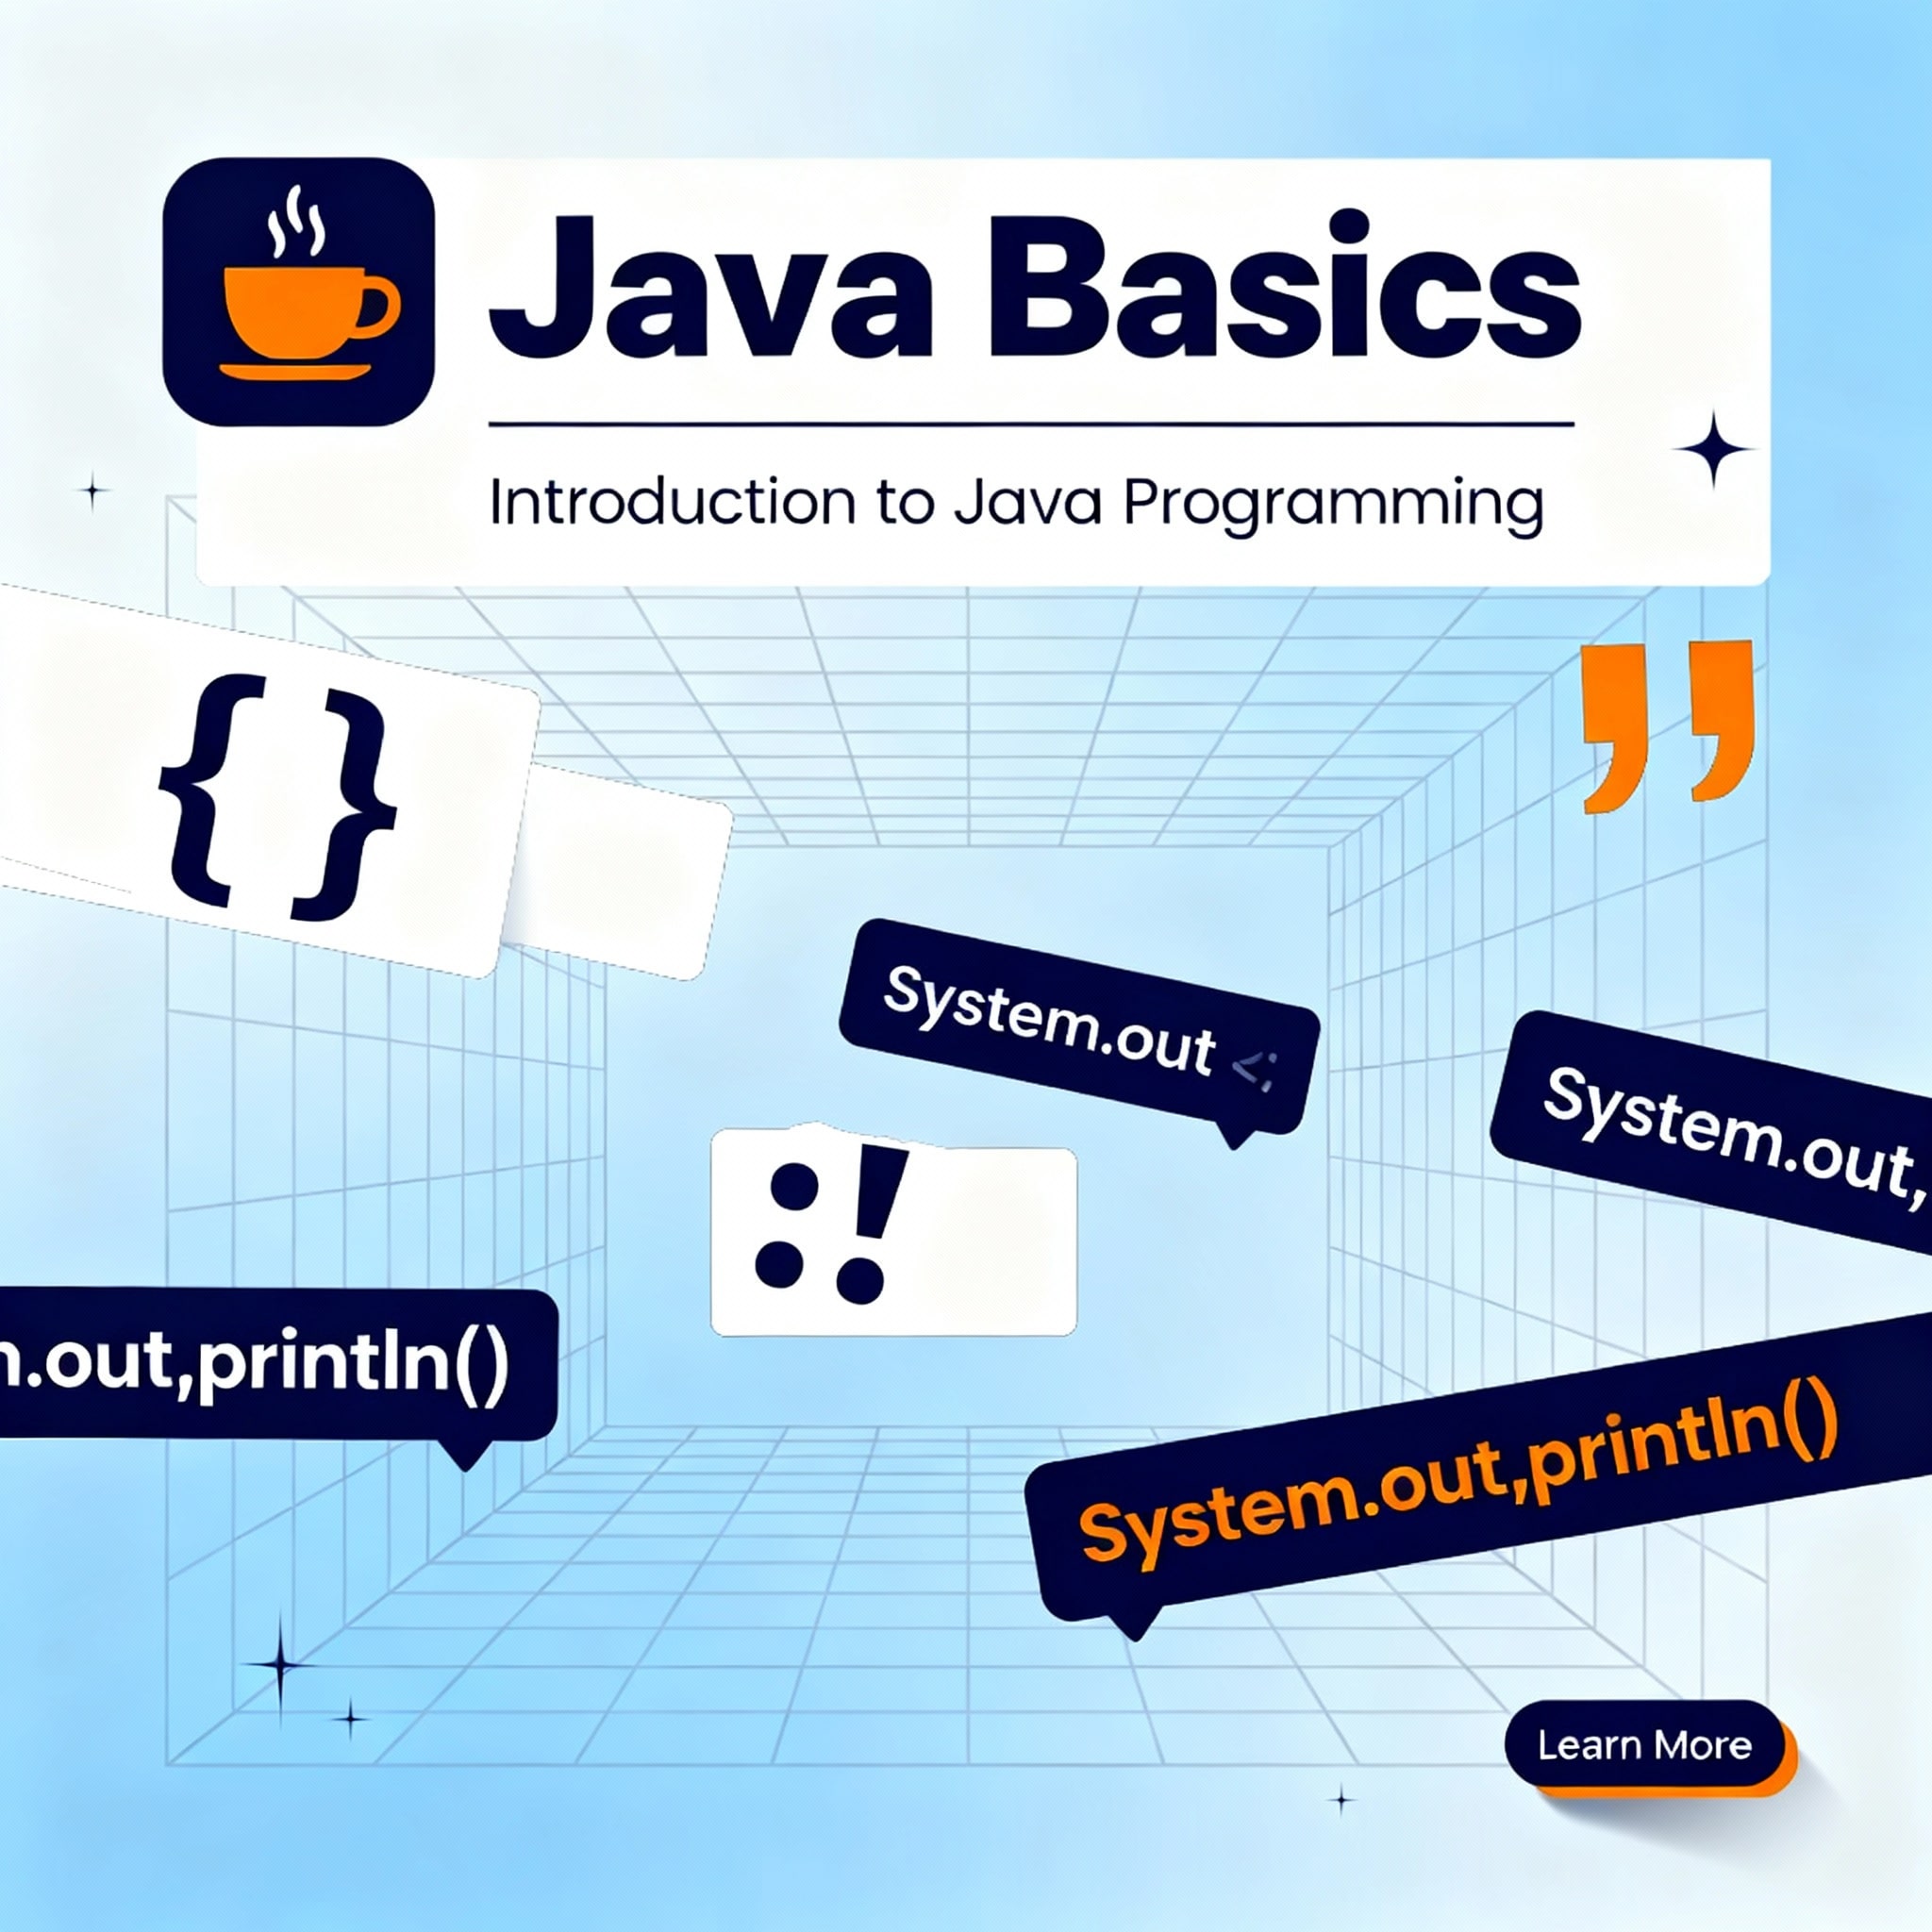 Java Basics
Introduction to Java Programming
{ }
”
System.out <:
System.out,
:!
m.out,println()
System.out,println()
Learn More